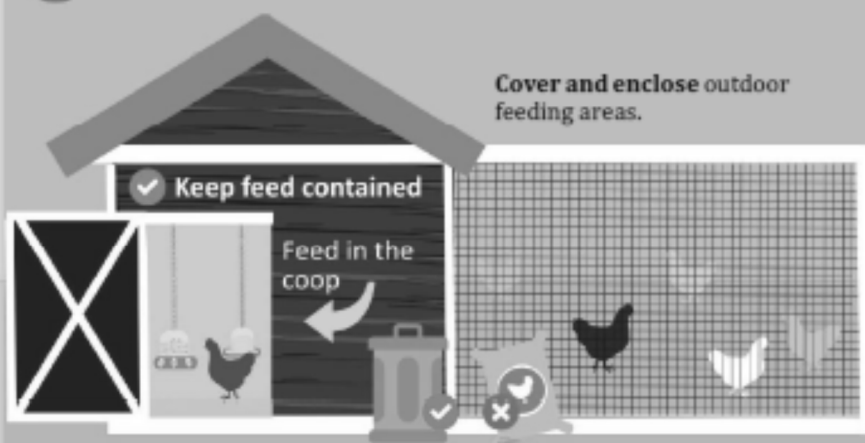 Cover and enclose outdoor
feeding areas.
Keep feed contained
Feed in the
coop